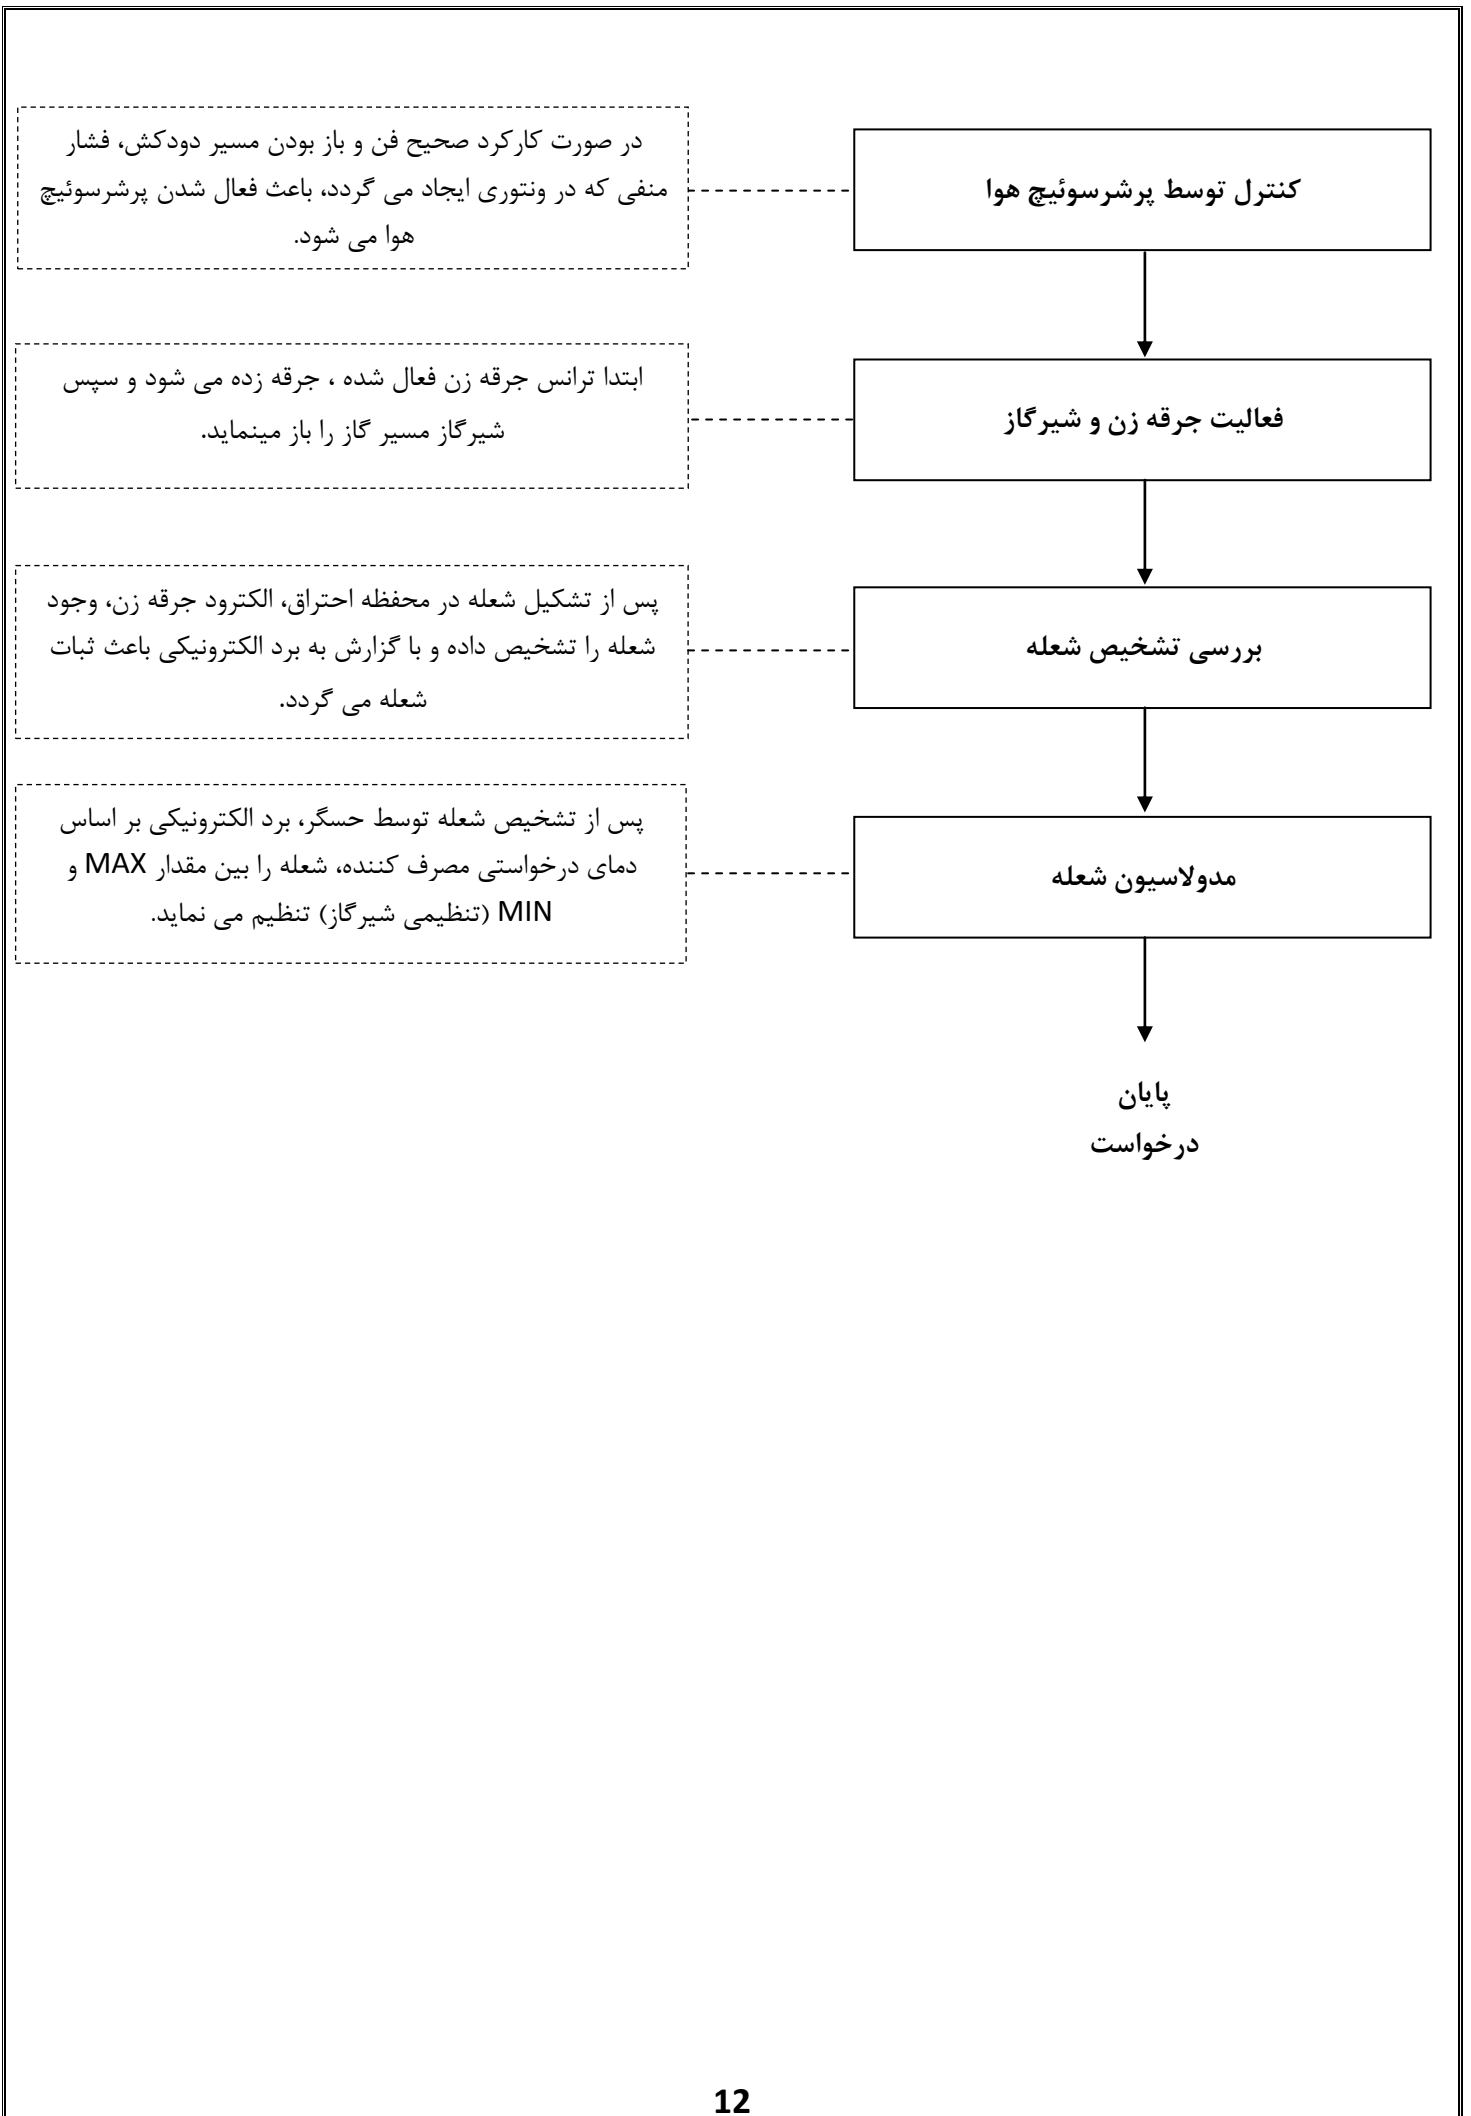 کنترل توسط پرشرسوئیچ هوا
در صورت کارکرد صحیح فن و باز بودن مسیر دودکش، فشار
منفی که در ونتوری ایجاد می گردد، باعث فعال شدن پرشرسوئیچ
هوا می شود.
فعالیت جرقه زن و شیرگاز
ابتدا ترانس جرقه زن فعال شده ، جرقه زده می شود و سپس
شیرگاز مسیر گاز را باز مینماید.
بررسی تشخیص شعله
پس از تشکیل شعله در محفظه احتراق، الکترود جرقه زن، وجود
شعله را تشخیص داده و با گزارش به برد الکترونیکی باعث ثبات
شعله می گردد.
مدولاسیون شعله
پس از تشخیص شعله توسط حسگر، برد الکترونیکی بر اساس
دمای درخواستی مصرف کننده، شعله را بین مقدار MAX و
MIN (تنظیمی شیرگاز) تنظیم می نماید.
پایان
درخواست
12